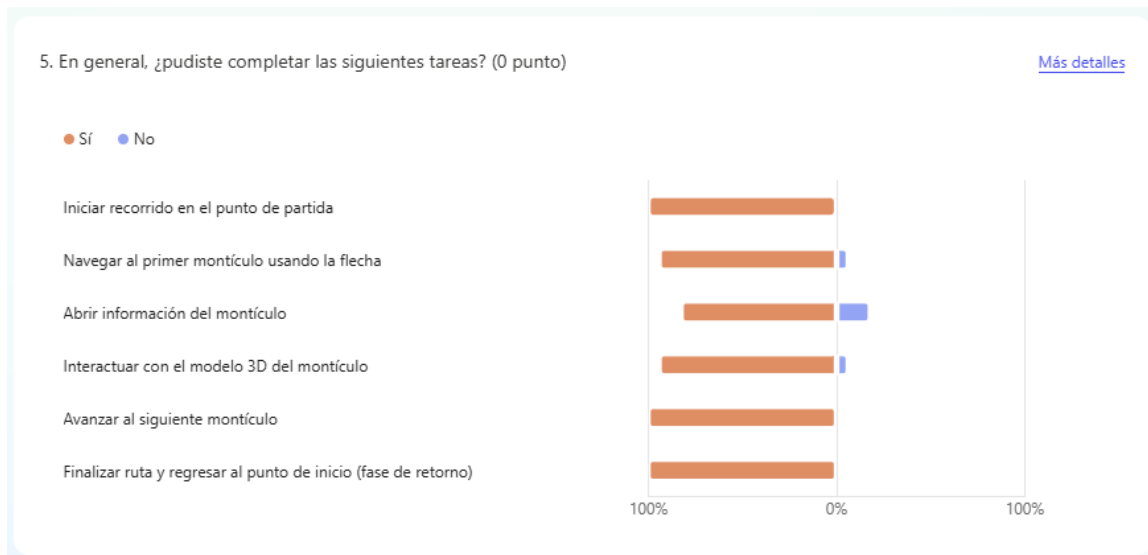 5. En general, ¿pudiste completar las siguientes tareas? (0 punto)
Más detalles
Sí
No
Iniciar recorrido en el punto de partida
Navegar al primer montículo usando la flecha
Abrir información del montículo
Interactuar con el modelo 3D del montículo
Avanzar al siguiente montículo
Finalizar ruta y regresar al punto de inicio (fase de retorno)
100%
0%
100%